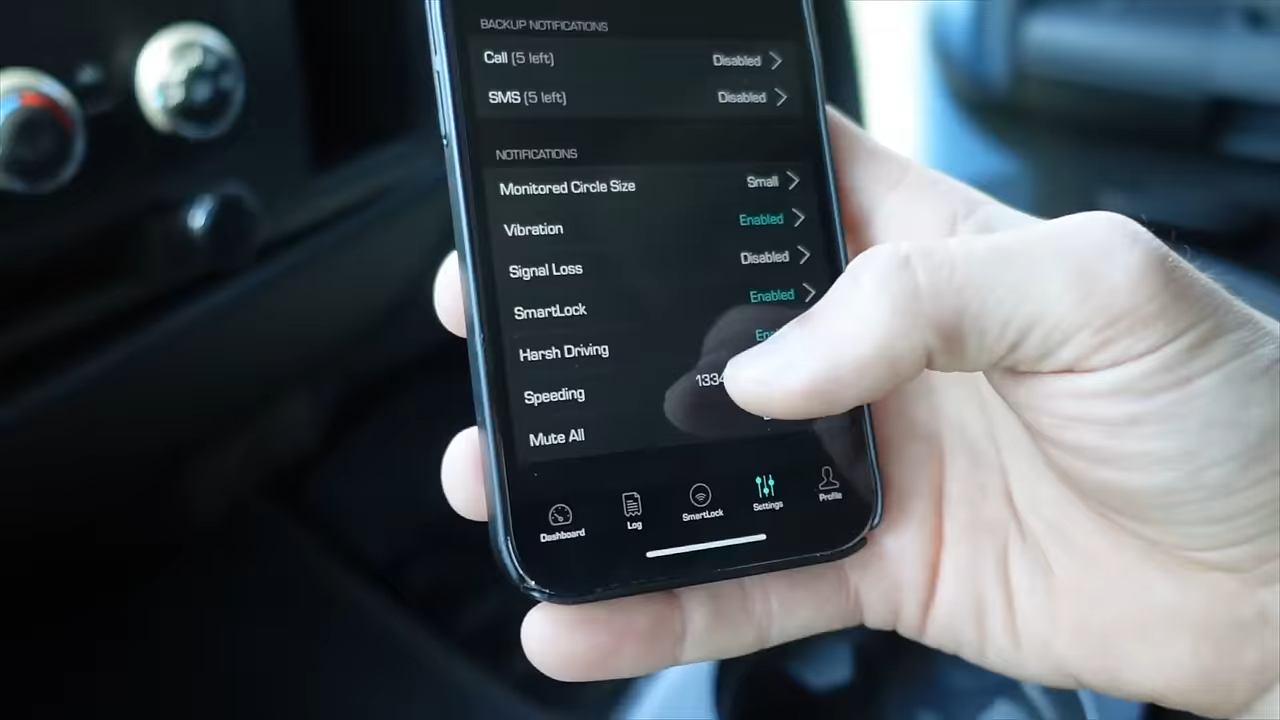 BACKUP NOTIFICATIONS
Call (5 left) Disabled
SMS (5 left) Disabled
NOTIFICATIONS
Monitored Circle Size Small
Vibration Enabled
Signal Loss Disabled
SmartLock Enabled
Harsh Driving
Speeding
Mute All
Dashboard Log SmartLock Settings Profile